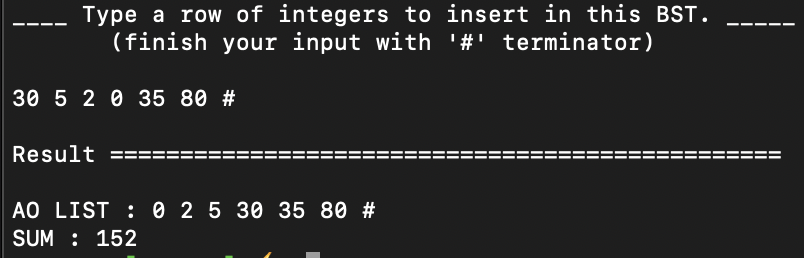 ____ Type a row of integers to insert in this BST. _____
(finish your input with '#' terminator)
30 5 2 0 35 80 #
Result ================================================
AO LIST : 0 2 5 30 35 80 #
SUM : 152